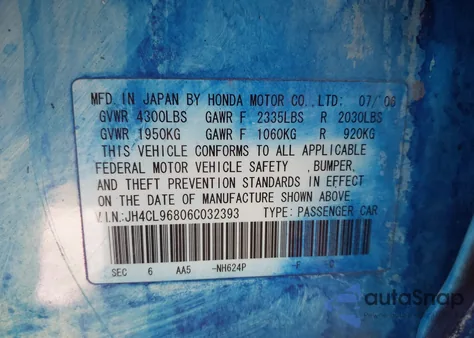 MFD. IN JAPAN BY HONDA MOTOR CO., LTD: 07/06
GVWR 4300LBS GAWR F 2335LBS R 2030LBS
GVWR 1950KG GAWR F 1060KG R 920KG
THIS VEHICLE CONFORMS TO ALL APPLICABLE
FEDERAL MOTOR VEHICLE SAFETY ,BUMPER,
AND THEFT PREVENTION STANDARDS IN EFFECT
ON THE DATE OF MANUFACTURE SHOWN ABOVE.
V.I.N.:JH4CL96806C032393 TYPE: PASSENGER CAR
SEC 6 AA5 -NH624P
autoSnap